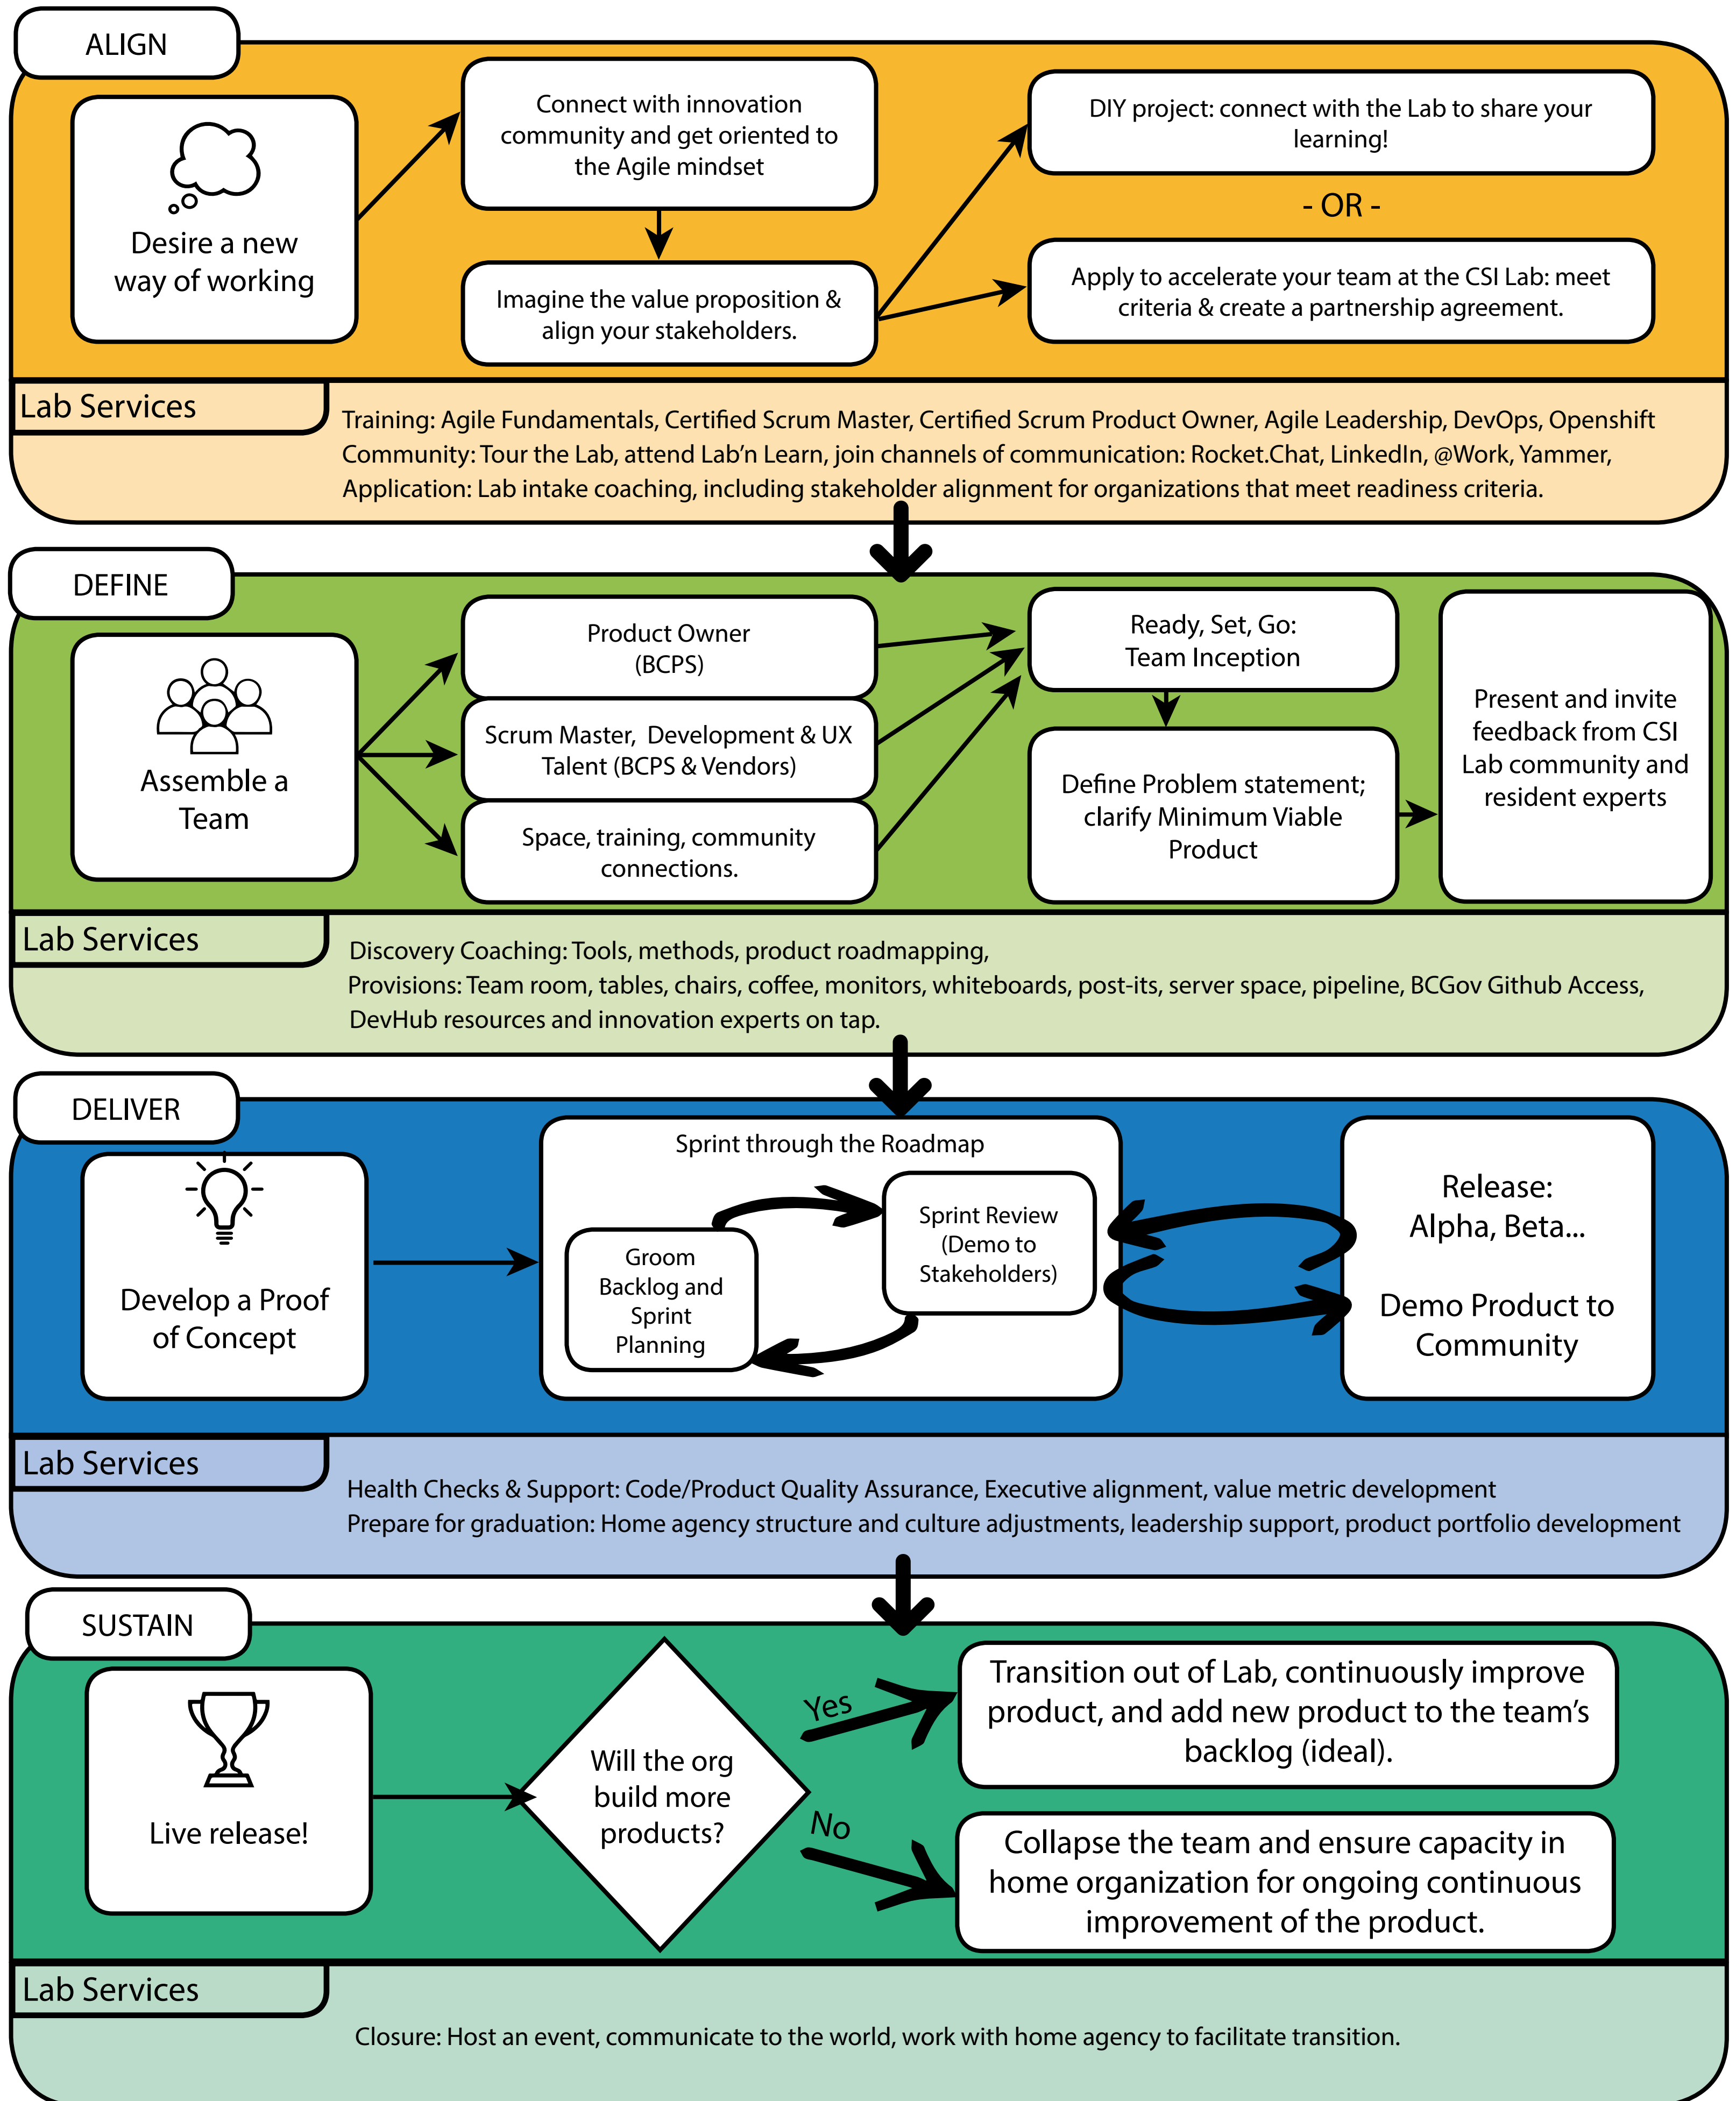 ALIGN
Desire a new
way of working
Connect with innovation
community and get oriented to
the Agile mindset
Imagine the value proposition &
align your stakeholders.
DIY project: connect with the Lab to share your
learning!
- OR -
Apply to accelerate your team at the CSI Lab: meet
criteria & create a partnership agreement.
Lab Services
Training: Agile Fundamentals, Certified Scrum Master, Certified Scrum Product Owner, Agile Leadership, DevOps, Openshift
Community: Tour the Lab, attend Lab'n Learn, join channels of communication: Rocket.Chat, LinkedIn, @Work, Yammer,
Application: Lab intake coaching, including stakeholder alignment for organizations that meet readiness criteria.
DEFINE
Assemble a
Team
Product Owner
(BCPS)
Scrum Master, Development & UX
Talent (BCPS & Vendors)
Space, training, community
connections.
Ready, Set, Go:
Team Inception
Define Problem statement;
clarify Minimum Viable
Product
Present and invite
feedback from CSI
Lab community and
resident experts
Lab Services
Discovery Coaching: Tools, methods, product roadmapping,
Provisions: Team room, tables, chairs, coffee, monitors, whiteboards, post-its, server space, pipeline, BCGov Github Access,
DevHub resources and innovation experts on tap.
DELIVER
Develop a Proof
of Concept
Sprint through the Roadmap
Groom
Backlog and
Sprint
Planning
Sprint Review
(Demo to
Stakeholders)
Release:
Alpha, Beta...
Demo Product to
Community
Lab Services
Health Checks & Support: Code/Product Quality Assurance, Executive alignment, value metric development
Prepare for graduation: Home agency structure and culture adjustments, leadership support, product portfolio development
SUSTAIN
Live release!
Will the org
build more
products?
Yes
Transition out of Lab, continuously improve
product, and add new product to the team's
backlog (ideal).
No
Collapse the team and ensure capacity in
home organization for ongoing continuous
improvement of the product.
Lab Services
Closure: Host an event, communicate to the world, work with home agency to facilitate transition.